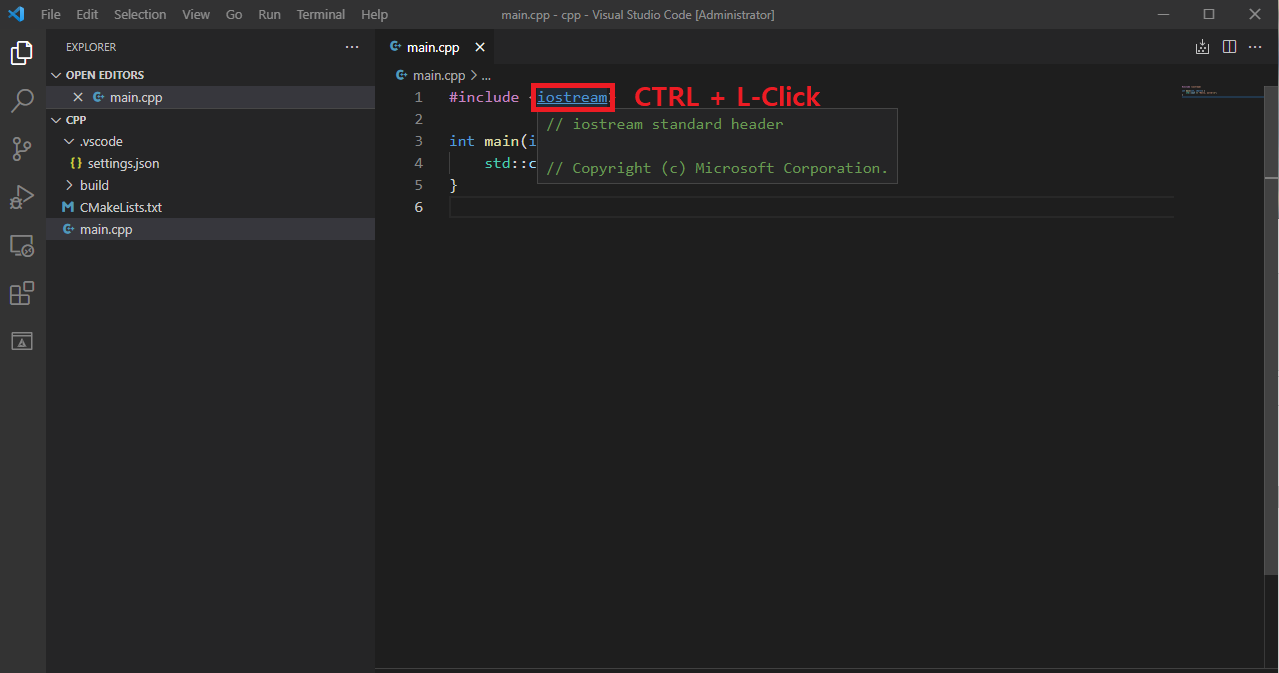 File Edit Selection View Go Run Terminal Help main.cpp - cpp - Visual Studio Code [Administrator]
EXPLORER
OPEN EDITORS
main.cpp
CPP
.vscode
{} settings.json
build
CMakeLists.txt
main.cpp
main.cpp
main.cpp > ...
1 #include <iostream>
CTRL + L-Click
// iostream standard header
// Copyright (c) Microsoft Corporation.
2
3 int main(i
4 std::c
5 }
6